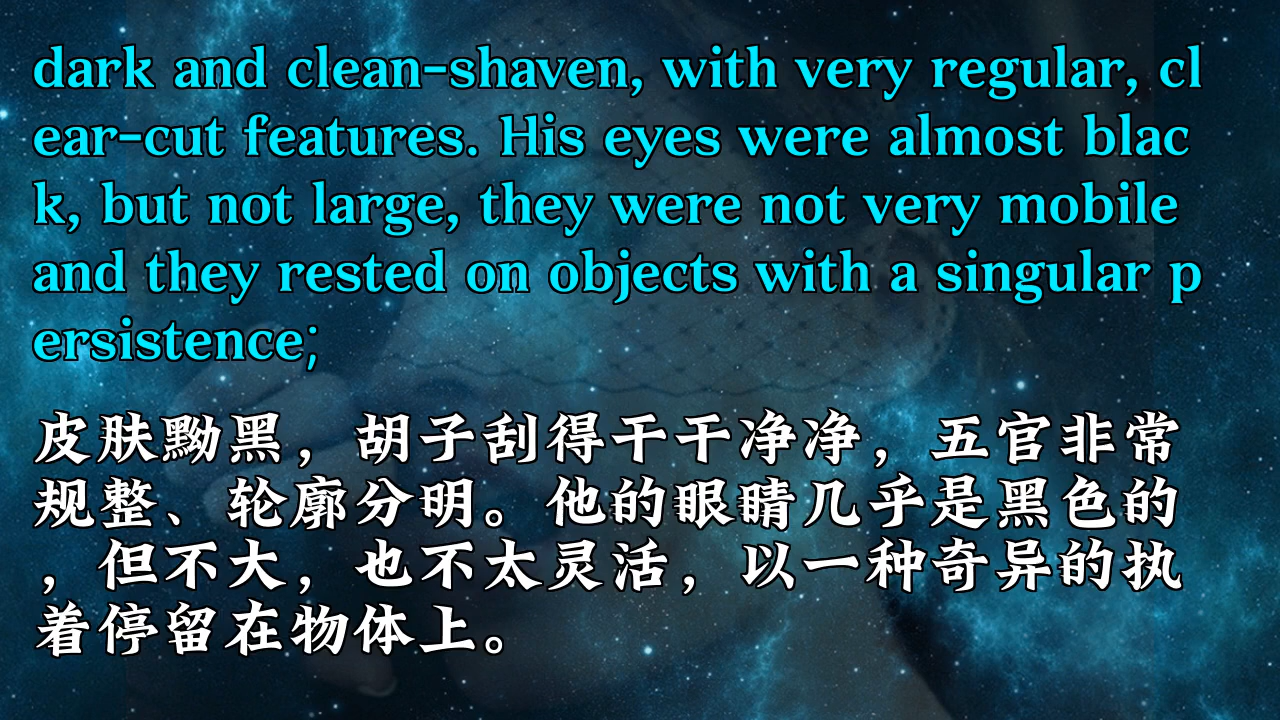 dark and clean-shaven, with very regular, cl
ear-cut features. His eyes were almost blac
k, but not large, they were not very mobile
and they rested on objects with a singular p
ersistence;
皮肤黝黑，胡子刮得干干净净，五官非常
规整、轮廓分明。他的眼睛几乎是黑色的
，但不大，也不太灵活，以一种奇异的执
着停留在物体上。